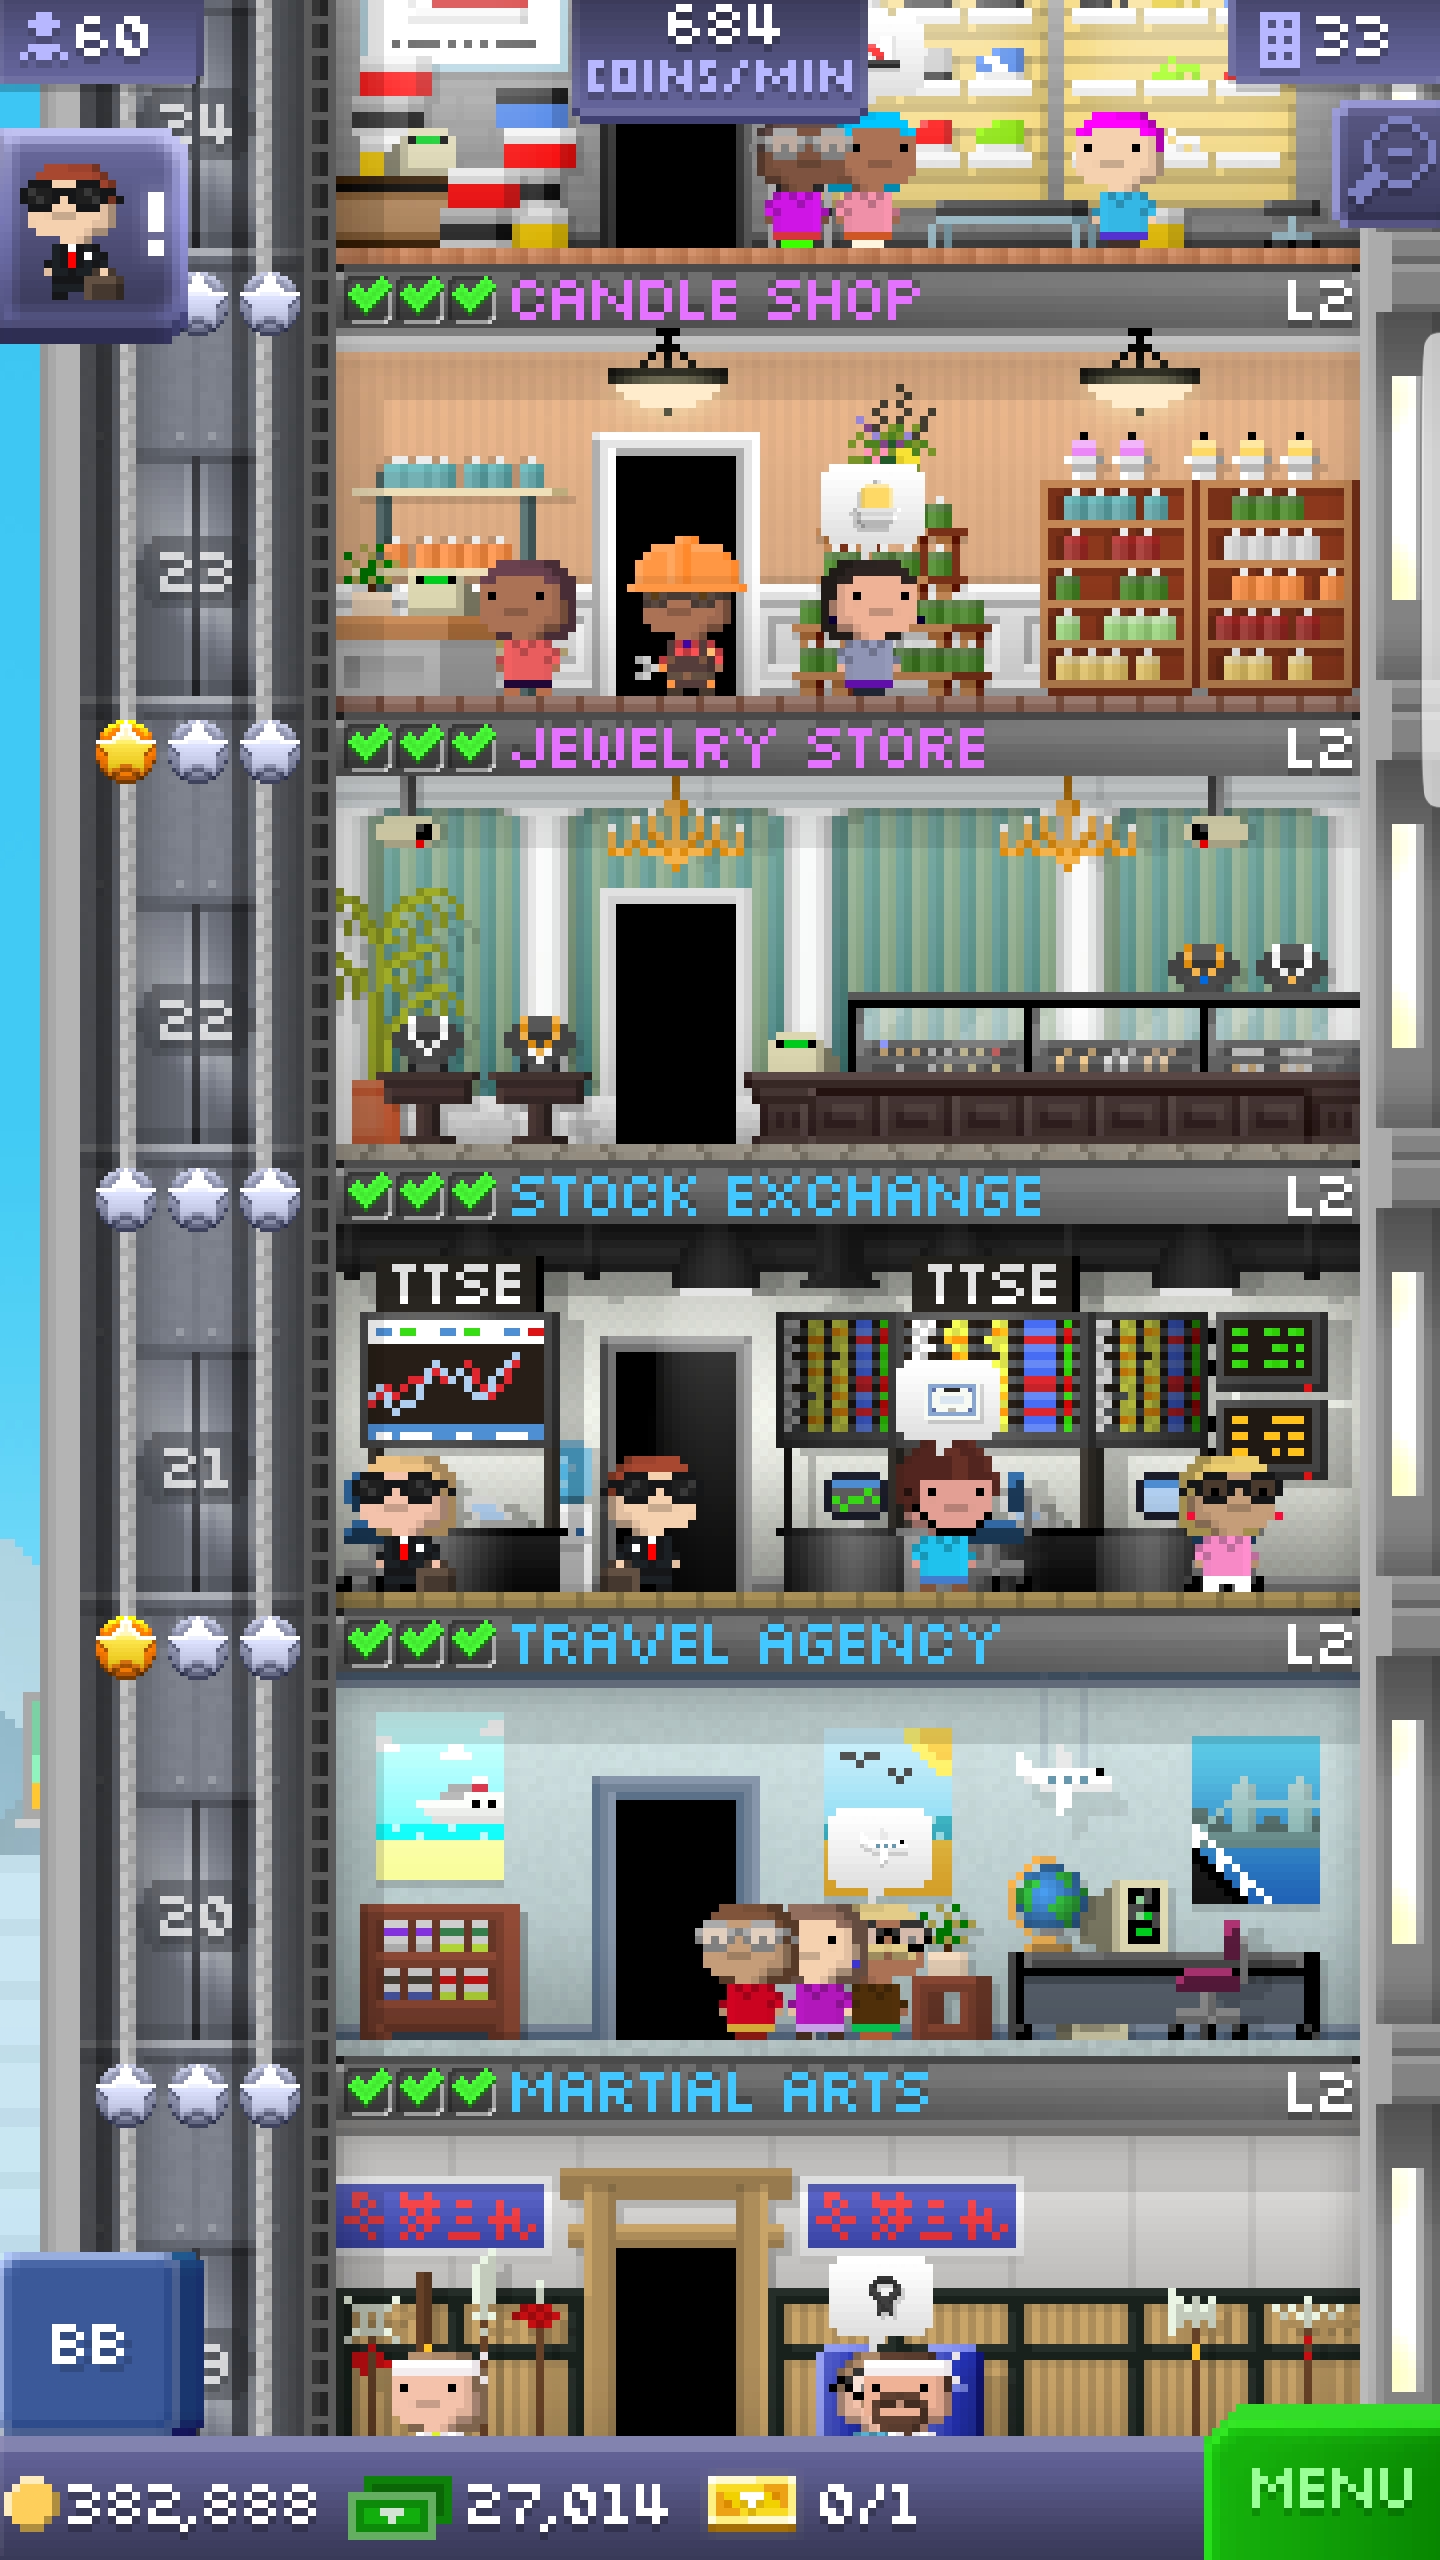 60
684
COINS/MIN
33
24
!
CANDLE SHOP
L2
23
JEWELRY STORE
L2
22
STOCK EXCHANGE
L2
TTSE
TTSE
21
TRAVEL AGENCY
L2
20
MARTIAL ARTS
L2
BB
382,888
27,014
0/1
MENU